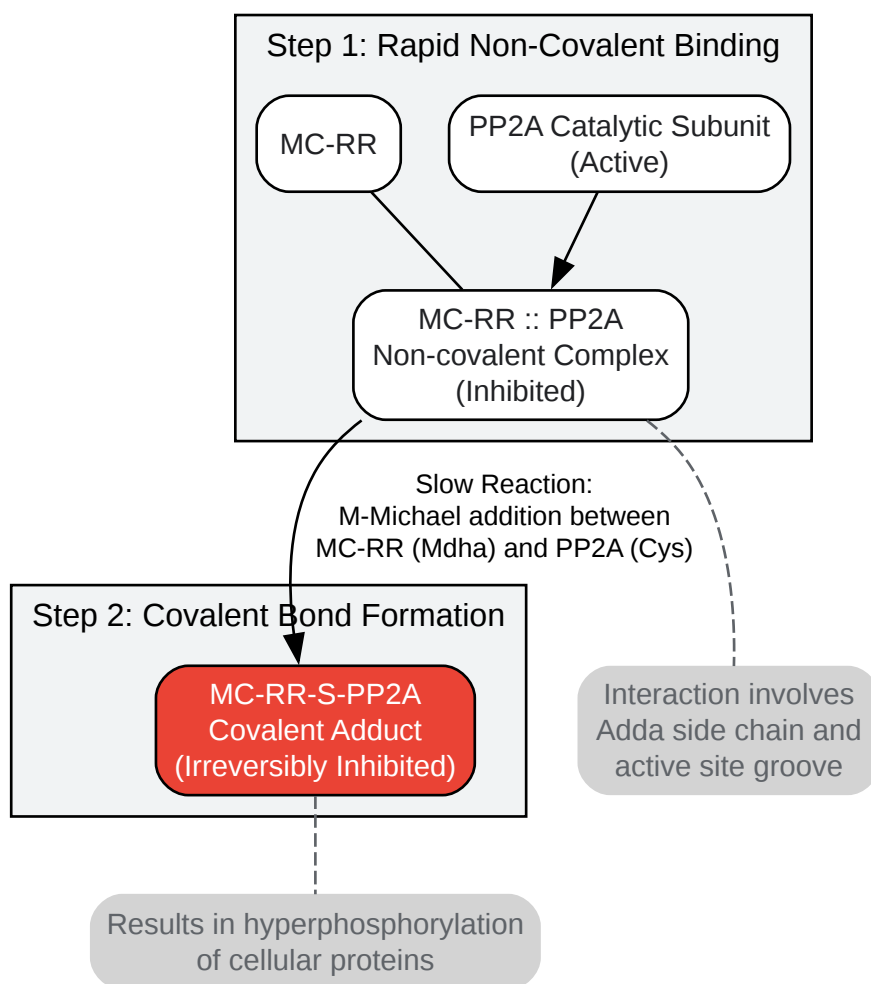 Step 1: Rapid Non-Covalent Binding
MC-RR
PP2A Catalytic Subunit
(Active)
MC-RR :: PP2A
Non-covalent Complex
(Inhibited)
Slow Reaction:
M-Michael addition between
MC-RR (Mdha) and PP2A (Cys)
Step 2: Covalent Bond Formation
MC-RR-S-PP2A
Covalent Adduct
(Irreversibly Inhibited)
Interaction involves
Adda side chain and
active site groove
Results in hyperphosphorylation
of cellular proteins